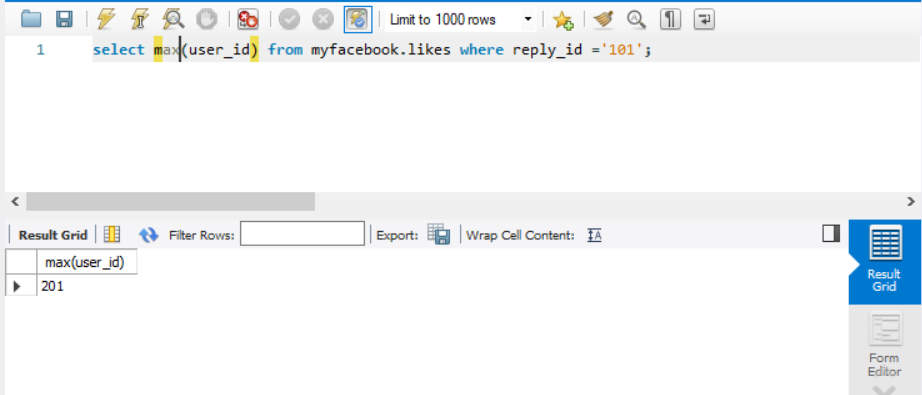 Limit to 1000 rows
1 select max(user_id) from myfacebook.likes where reply_id ='101';
Result Grid Filter Rows: Export: Wrap Cell Content:
max(user_id)
201
Result
Grid
Form
Editor